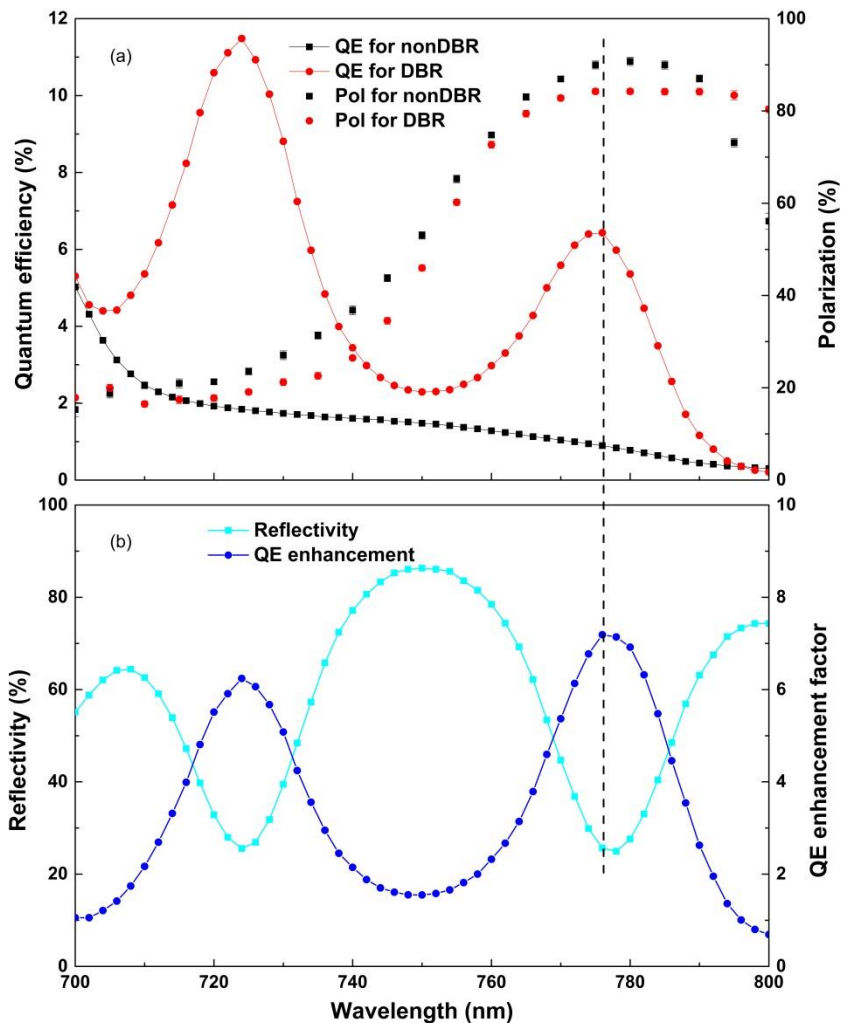 (a)
QE for nonDBR
QE for DBR
Pol for nonDBR
Pol for DBR
Quantum efficiency (%)
12
10
8
6
4
2
0
Polarization (%)
100
80
60
40
20
0
(b)
Reflectivity
QE enhancement
Reflectivity (%)
100
80
60
40
20
0
QE enhancement factor
10
8
6
4
2
0
700 720 740 760 780 800
Wavelength (nm)